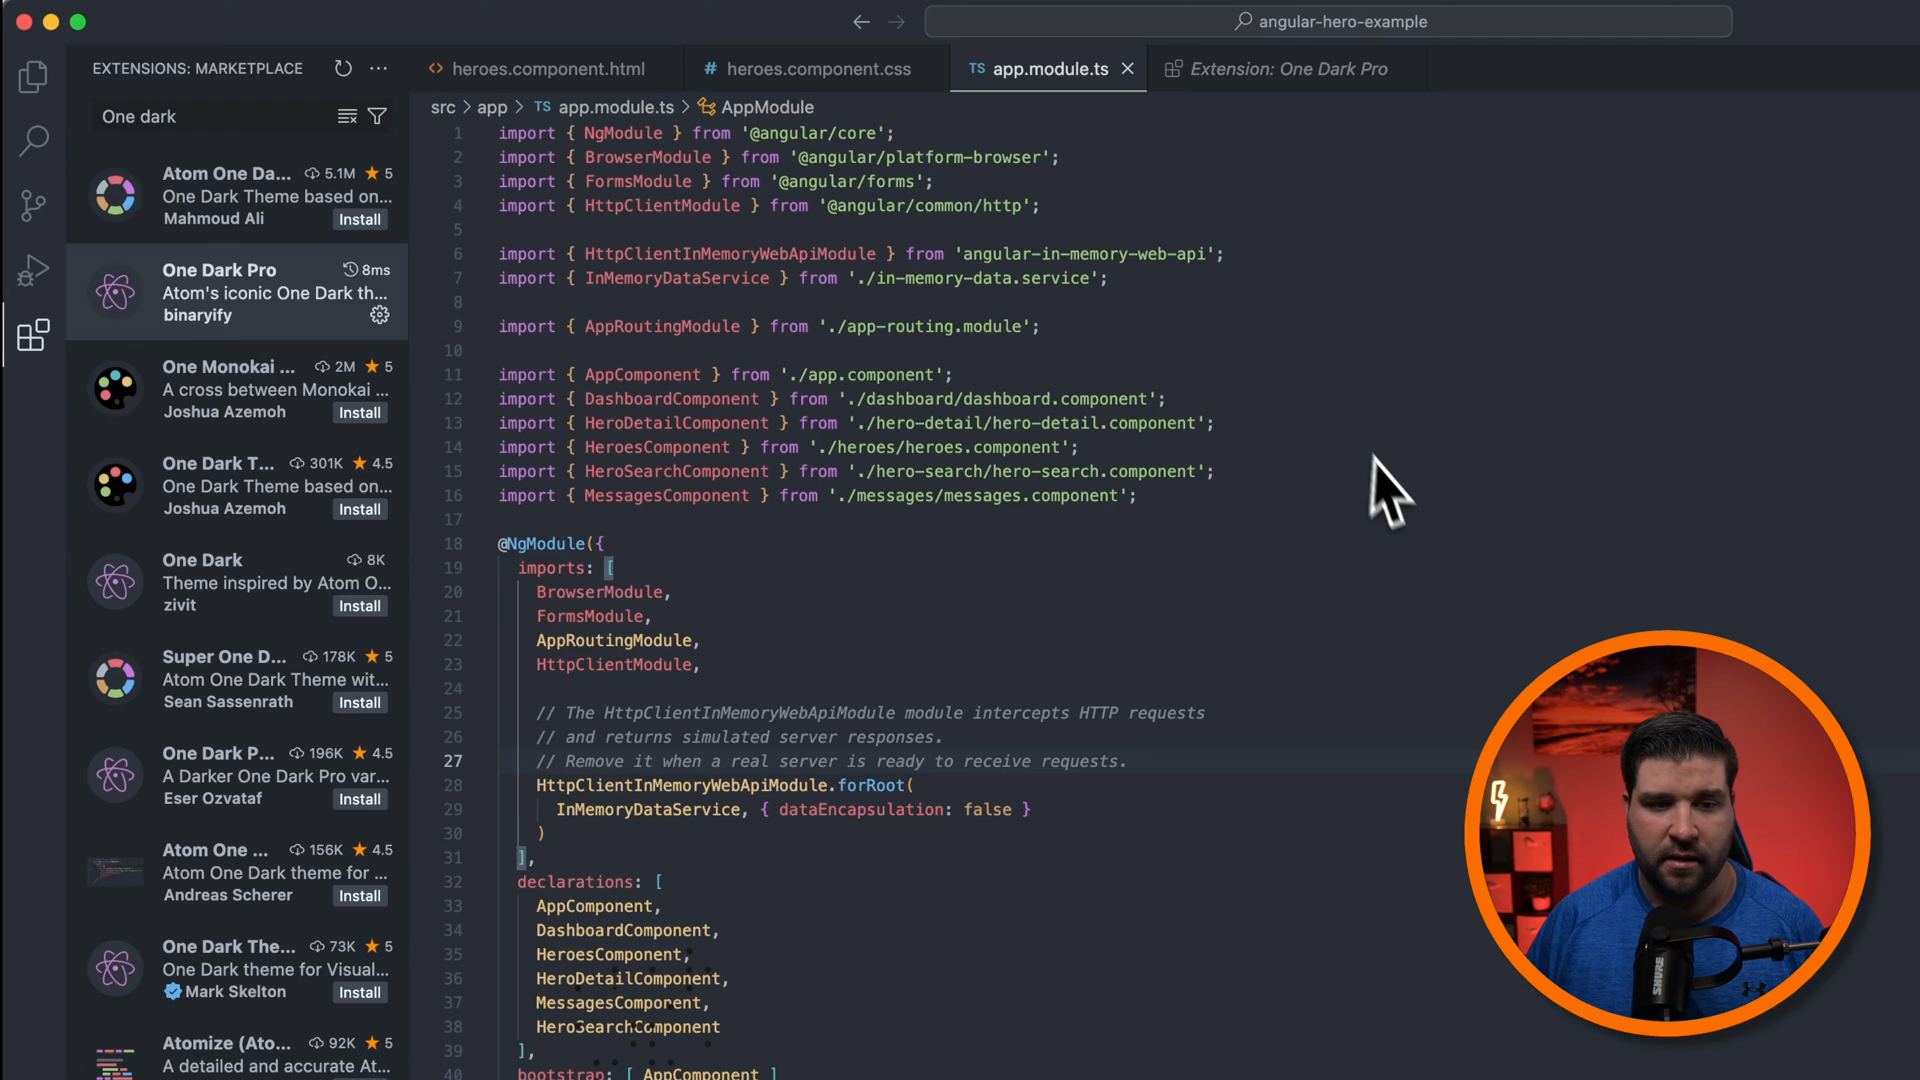 angular-hero-example
EXTENSIONS: MARKETPLACE
One dark
Atom One Da... 5.1M 5
One Dark Theme based on...
Mahmoud Ali Install
One Dark Pro 8ms
Atom's iconic One Dark th...
binaryify
One Monokai ... 2M 5
A cross between Monokai ...
Joshua Azemoh Install
One Dark T... 301K 4.5
One Dark Theme based on...
Joshua Azemoh Install
One Dark 8K
Theme inspired by Atom O...
zivit Install
Super One D... 178K 5
Atom One Dark Theme wit...
Sean Sassenrath Install
One Dark P... 196K 4.5
A Darker One Dark Pro var...
Eser Ozvataf Install
Atom One ... 156K 4.5
Atom One Dark theme for ...
Andreas Scherer Install
One Dark The... 73K 5
One Dark theme for Visual...
Mark Skelton Install
Atomize (Ato... 92K 5
A detailed and accurate At...
heroes.component.html
# heroes.component.css
TS app.module.ts
Extension: One Dark Pro
src > app > TS app.module.ts > AppModule
1 import { NgModule } from '@angular/core';
2 import { BrowserModule } from '@angular/platform-browser';
3 import { FormsModule } from '@angular/forms';
4 import { HttpClientModule } from '@angular/common/http';
5
6 import { HttpClientInMemoryWebApiModule } from 'angular-in-memory-web-api';
7 import { InMemoryDataService } from './in-memory-data.service';
8
9 import { AppRoutingModule } from './app-routing.module';
10
11 import { AppComponent } from './app.component';
12 import { DashboardComponent } from './dashboard/dashboard.component';
13 import { HeroDetailComponent } from './hero-detail/hero-detail.component';
14 import { HeroesComponent } from './heroes/heroes.component';
15 import { HeroSearchComponent } from './hero-search/hero-search.component';
16 import { MessagesComponent } from './messages/messages.component';
17
18 @NgModule({
19 imports: [
20 BrowserModule,
21 FormsModule,
22 AppRoutingModule,
23 HttpClientModule,
24
25 // The HttpClientInMemoryWebApiModule module intercepts HTTP requests
26 // and returns simulated server responses.
27 // Remove it when a real server is ready to receive requests.
28 HttpClientInMemoryWebApiModule.forRoot(
29 InMemoryDataService, { dataEncapsulation: false }
30 )
31 ],
32 declarations: [
33 AppComponent,
34 DashboardComponent,
35 HeroesComponent,
36 HeroDetailComponent,
37 MessagesComponent,
38 HeroSearchComponent
39 ],
40 bootstrap: [ AppComponent ]
SHURE